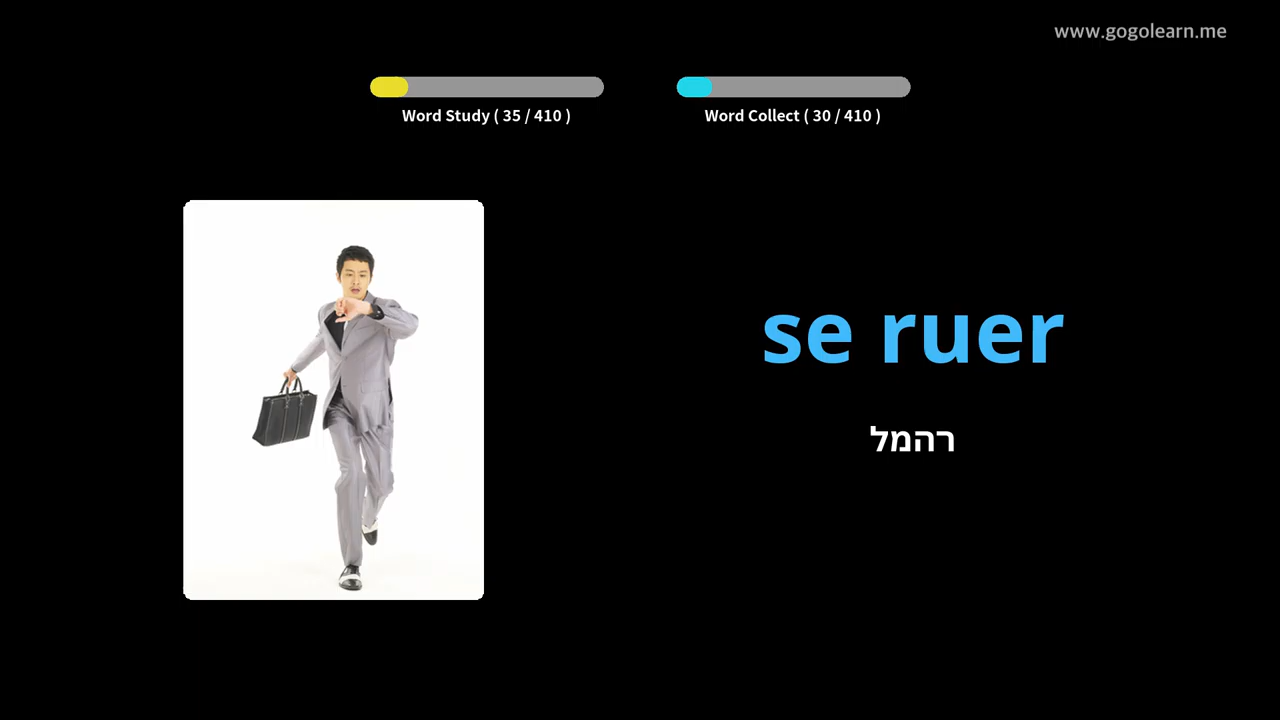 www.gogolearn.me
Word Study ( 35 / 410 )
Word Collect ( 30 / 410 )
se ruer
רהמל